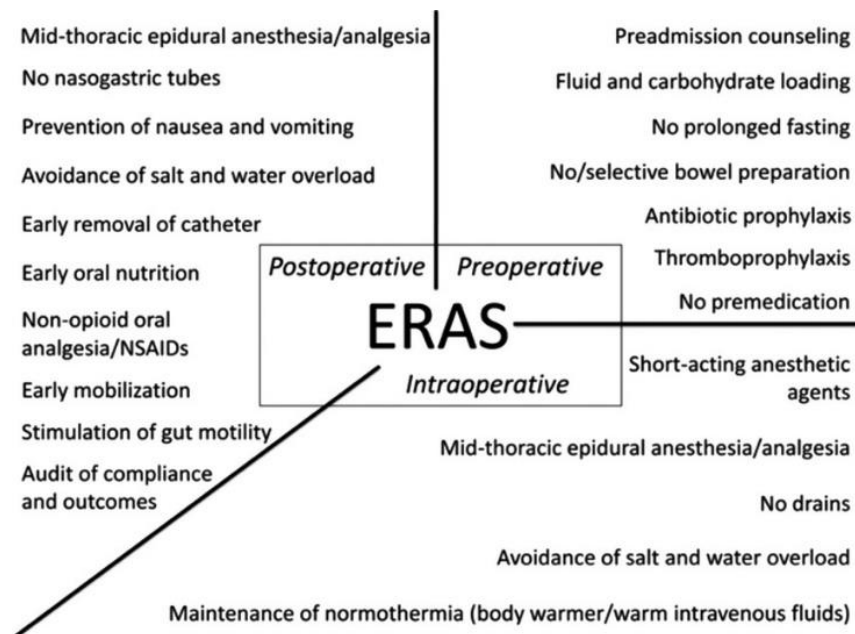 Mid-thoracic epidural anesthesia/analgesia
No nasogastric tubes
Prevention of nausea and vomiting
Avoidance of salt and water overload
Early removal of catheter
Early oral nutrition
Non-opioid oral
analgesia/NSAIDs
Early mobilization
Stimulation of gut motility
Audit of compliance
and outcomes
Preadmission counseling
Fluid and carbohydrate loading
No prolonged fasting
No/selective bowel preparation
Antibiotic prophylaxis
Thromboprophylaxis
No premedication
Postoperative
Preoperative
ERAS
Intraoperative
Short-acting anesthetic
agents
Mid-thoracic epidural anesthesia/analgesia
No drains
Avoidance of salt and water overload
Maintenance of normothermia (body warmer/warm intravenous fluids)